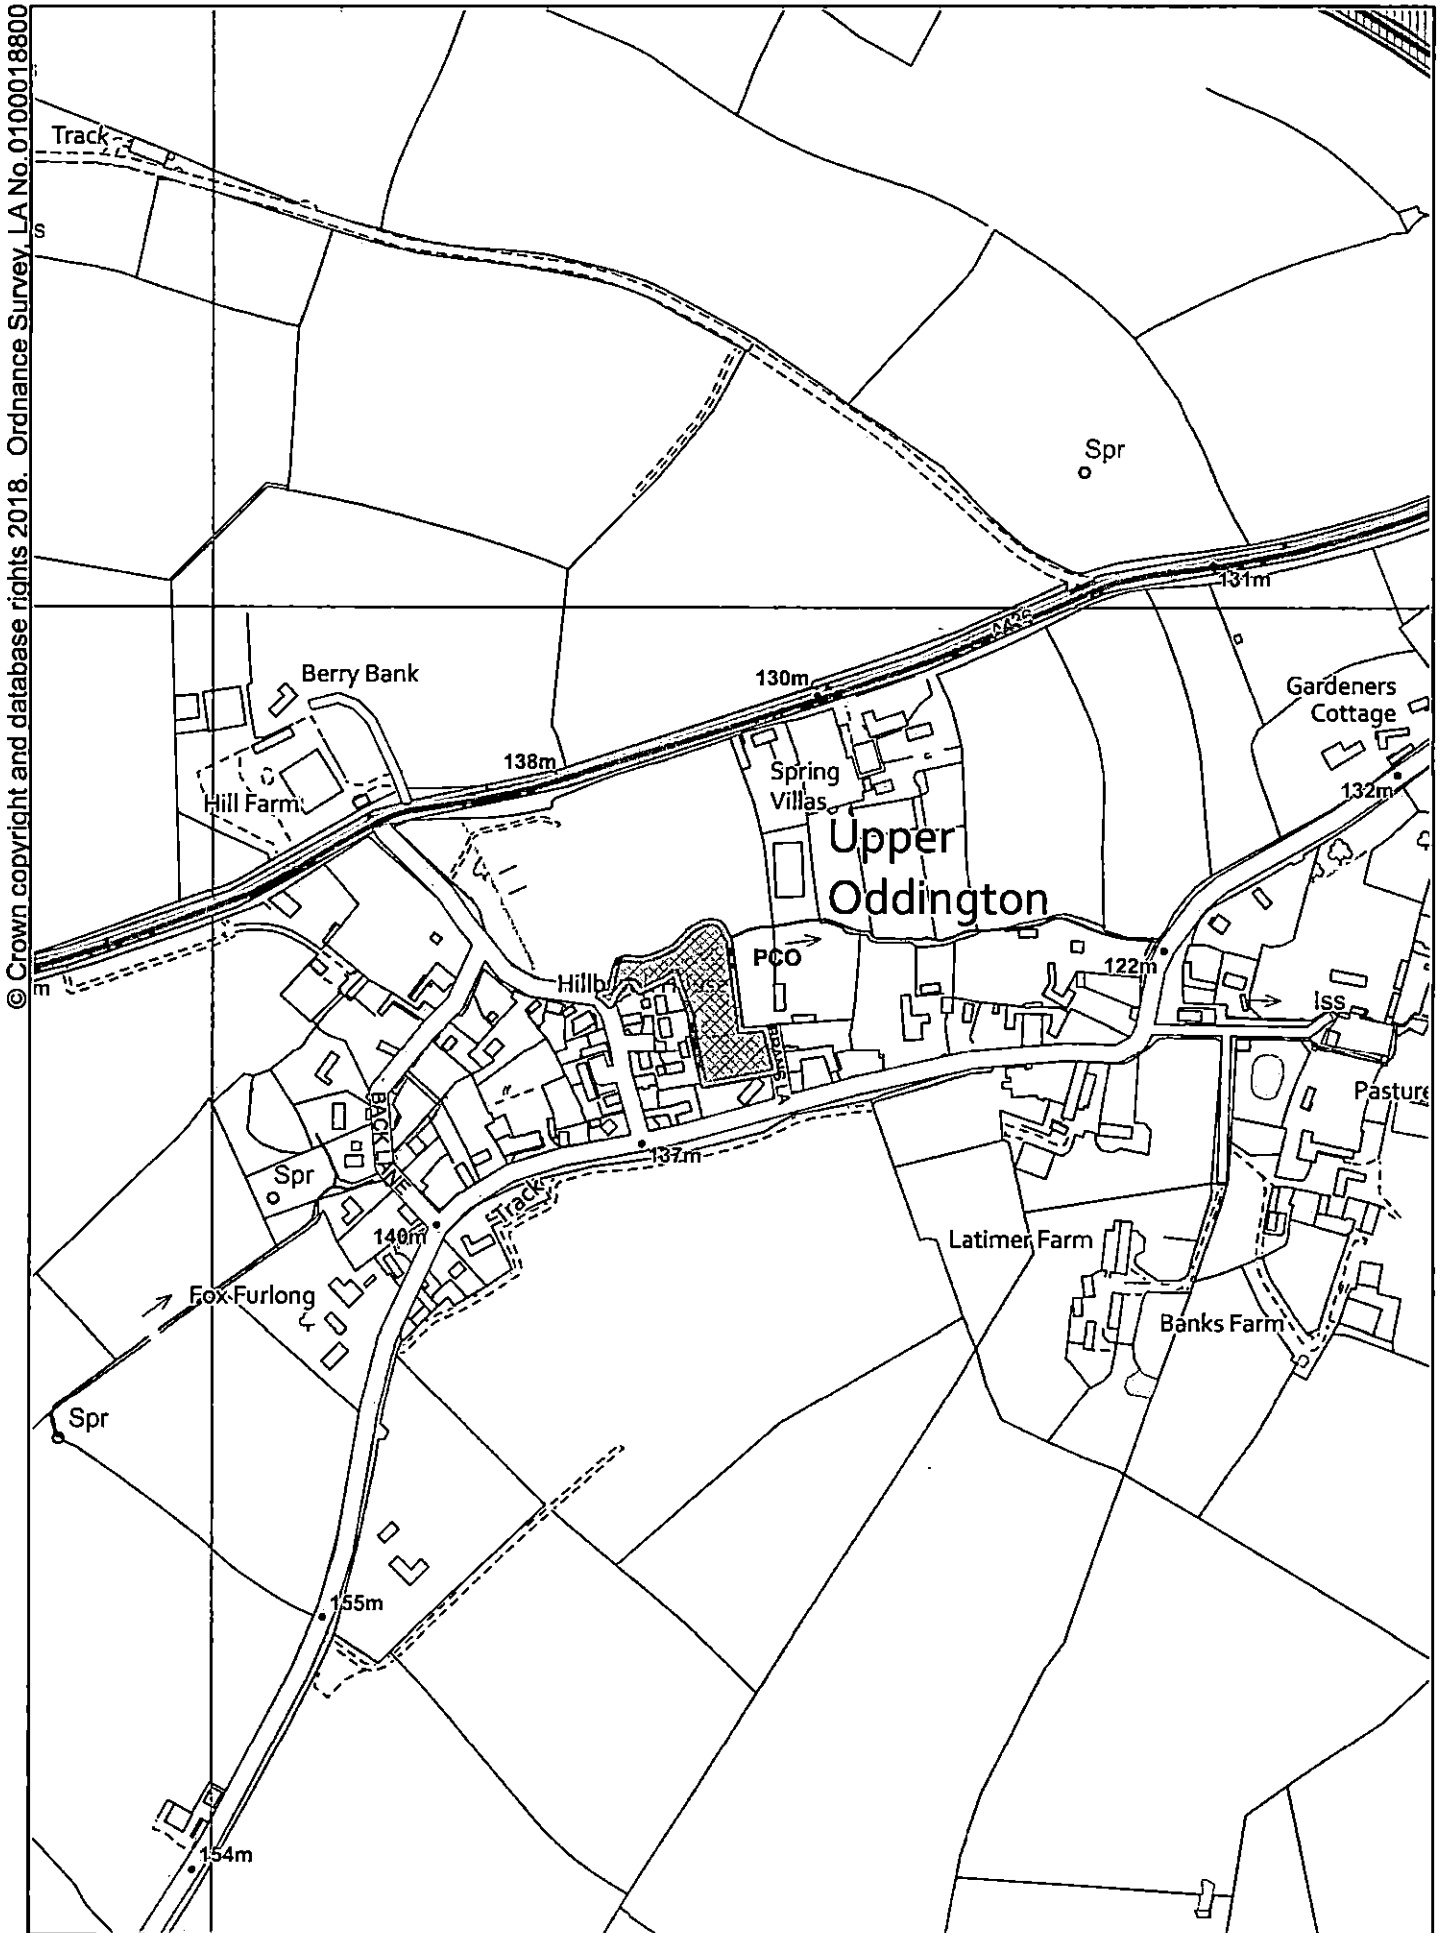 © Crown copyright and database rights 2018. Ordnance Survey, LA No.0100018800
Track
s
Spr
131m
A436
Berry Bank
130m
Gardeners
Cottage
138m
Spring
Villas
132m
Hill Farm
Upper
Oddington
PCO
122m
m
Hillb
Iss
BACK LANE
Pasture
137m
Spr
Track
140m
Latimer Farm
Fox Furlong
Banks Farm
Spr
155m
154m